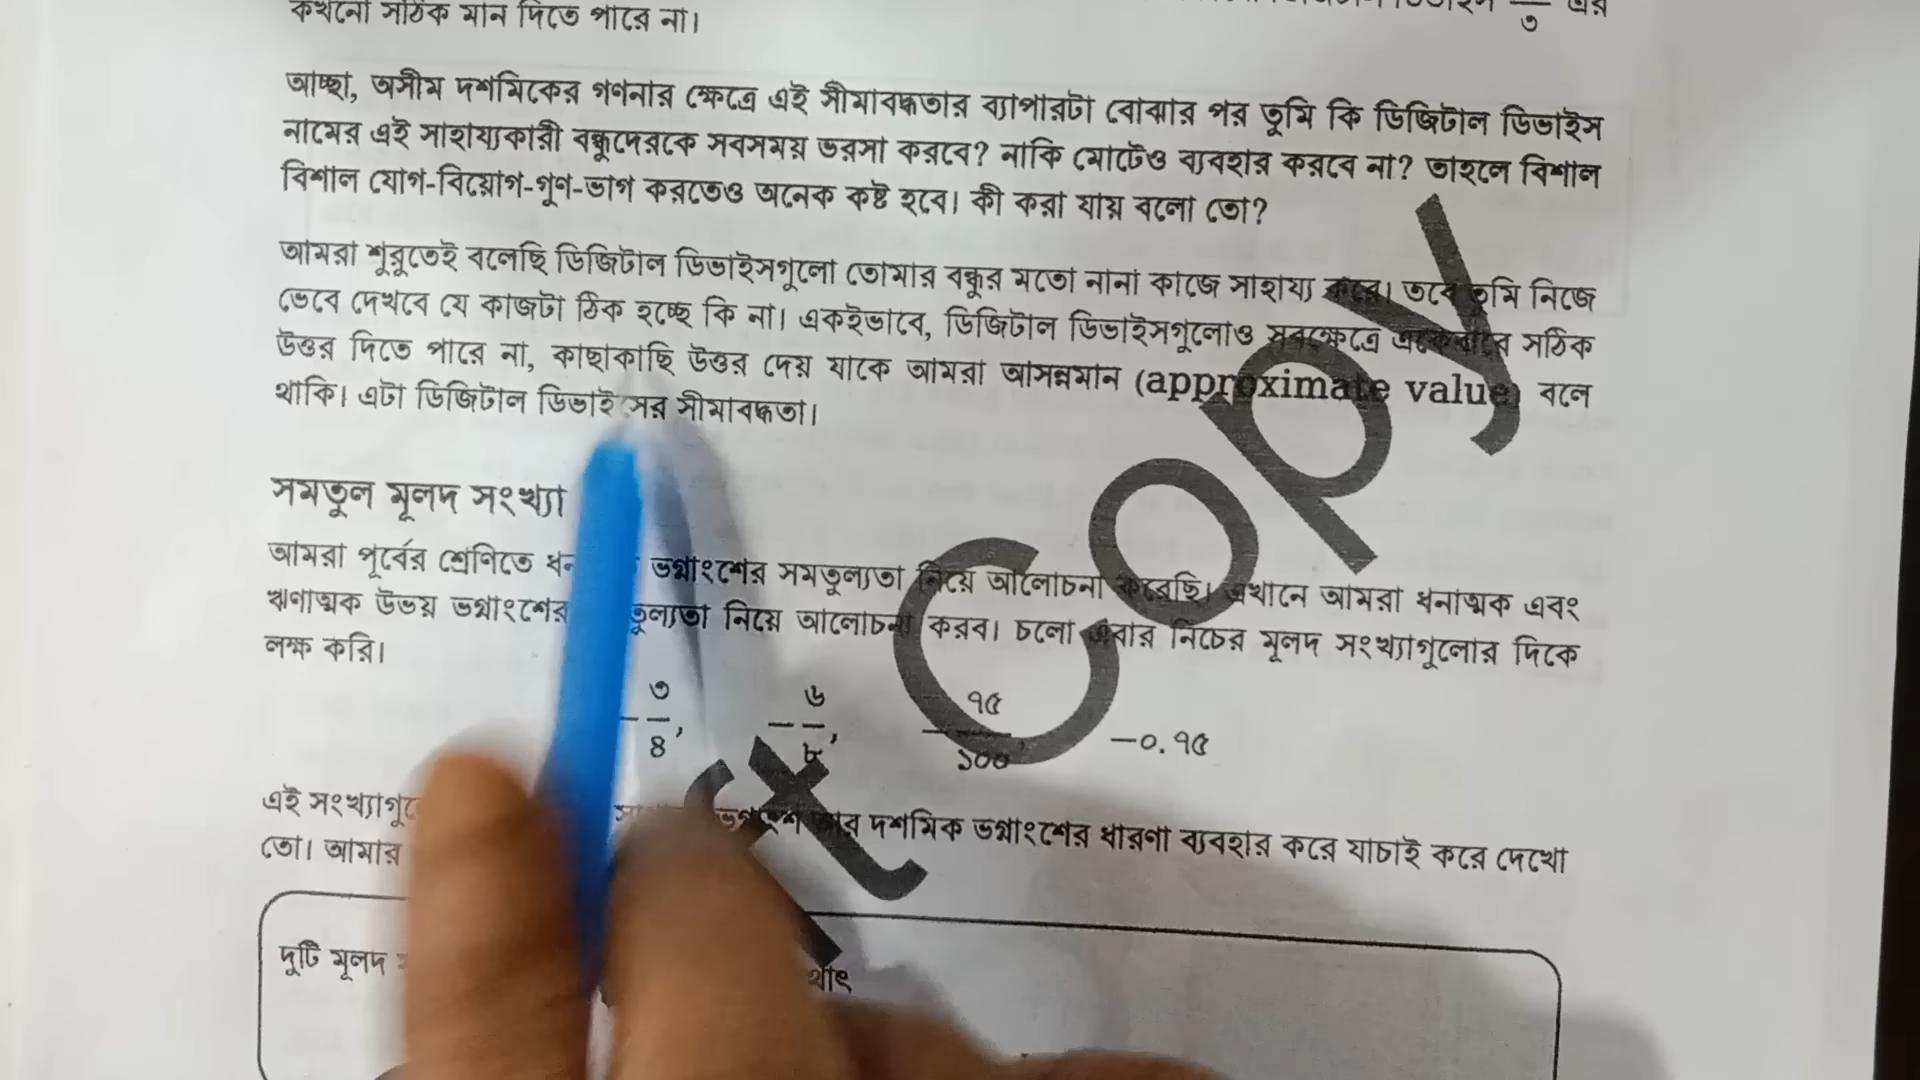 কখনো সঠিক মান দিতে পারে না।
৩ এর
আচ্ছা, অসীম দশমিকের গণনার ক্ষেত্রে এই সীমাবদ্ধতার ব্যাপারটা বোঝার পর তুমি কি ডিজিটাল ডিভাইস
নামের এই সাহায্যকারী বন্ধুদেরকে সবসময় ভরসা করবে? নাকি মোটেও ব্যবহার করবে না? তাহলে বিশাল
বিশাল যোগ-বিয়োগ-গুণ-ভাগ করতেও অনেক কষ্ট হবে। কী করা যায় বলো তো?
আমরা শুরুতেই বলেছি ডিজিটাল ডিভাইসগুলো তোমার বন্ধুর মতো নানা কাজে সাহায্য করে। তবে তুমি নিজে
ভেবে দেখবে যে কাজটা ঠিক হচ্ছে কি না। একইভাবে, ডিজিটাল ডিভাইসগুলোও সবক্ষেত্রে একেবারে সঠিক
উত্তর দিতে পারে না, কাছাকাছি উত্তর দেয় যাকে আমরা আসন্নমান (approximate value) বলে
থাকি। এটা ডিজিটাল ডিভাইসের সীমাবদ্ধতা।
সমতুল মূলদ সংখ্যা
আমরা পূর্বের শ্রেণিতে ভগ্নাংশের সমতুল্যতা নিয়ে আলোচনা করেছি। এখানে আমরা ধনাত্মক এবং
ঋণাত্মক উভয় ভগ্নাংশের তুল্যতা নিয়ে আলোচনা করব। চলো এবার নিচের মূলদ সংখ্যাগুলোর দিকে
লক্ষ করি।
-৩/৪, -৬/৮, -৭৫/১০০, -০.৭৫
এই ভগ্নাংশ আর দশমিক ভগ্নাংশের ধারণা ব্যবহার করে যাচাই করে দেখো
তো। আমার
দুটি মূলদ
Copy